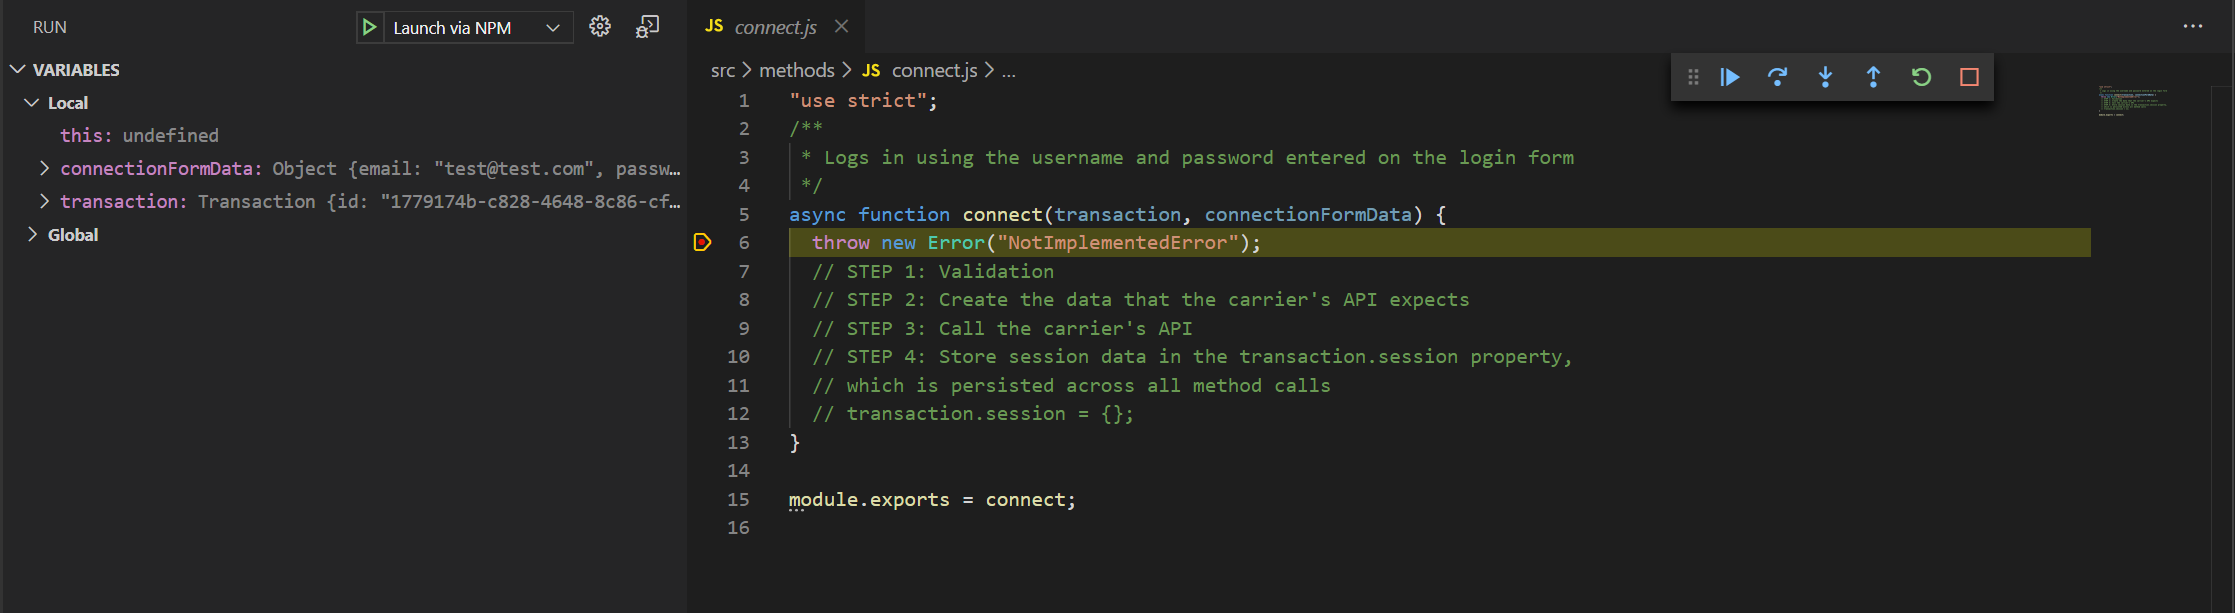 RUN
Launch via NPM
VARIABLES
Local
this: undefined
connectionFormData: Object {email: "test@test.com", passw…
transaction: Transaction {id: "1779174b-c828-4648-8c86-cf…
Global
JS connect.js
src > methods > JS connect.js > ...
1 "use strict";
2 /**
3 * Logs in using the username and password entered on the login form
4 */
5 async function connect(transaction, connectionFormData) {
6 throw new Error("NotImplementedError");
7 // STEP 1: Validation
8 // STEP 2: Create the data that the carrier's API expects
9 // STEP 3: Call the carrier's API
10 // STEP 4: Store session data in the transaction.session property,
11 // which is persisted across all method calls
12 // transaction.session = {};
13 }
14
15 module.exports = connect;
16